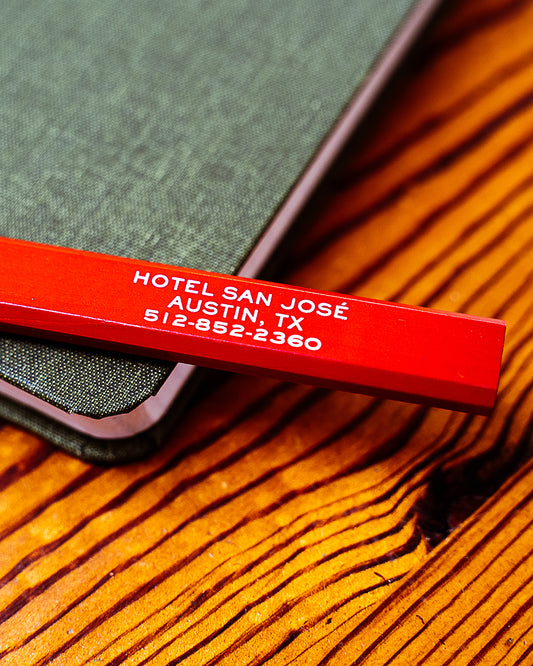 HOTEL SAN JOSÉ
AUSTIN, TX
512-852-2360